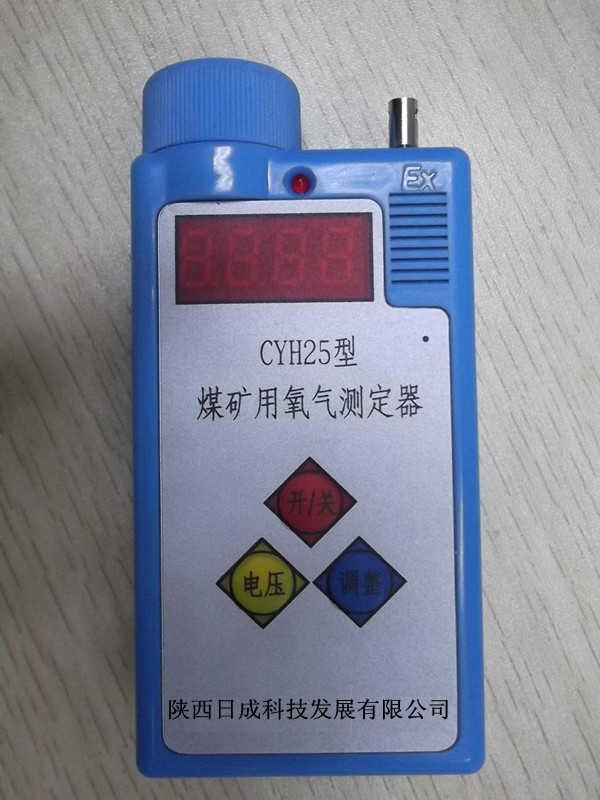 Ex
8888
CYH25型
煤矿用氧气测定器
开/关
电压
调整
陕西日成科技发展有限公司